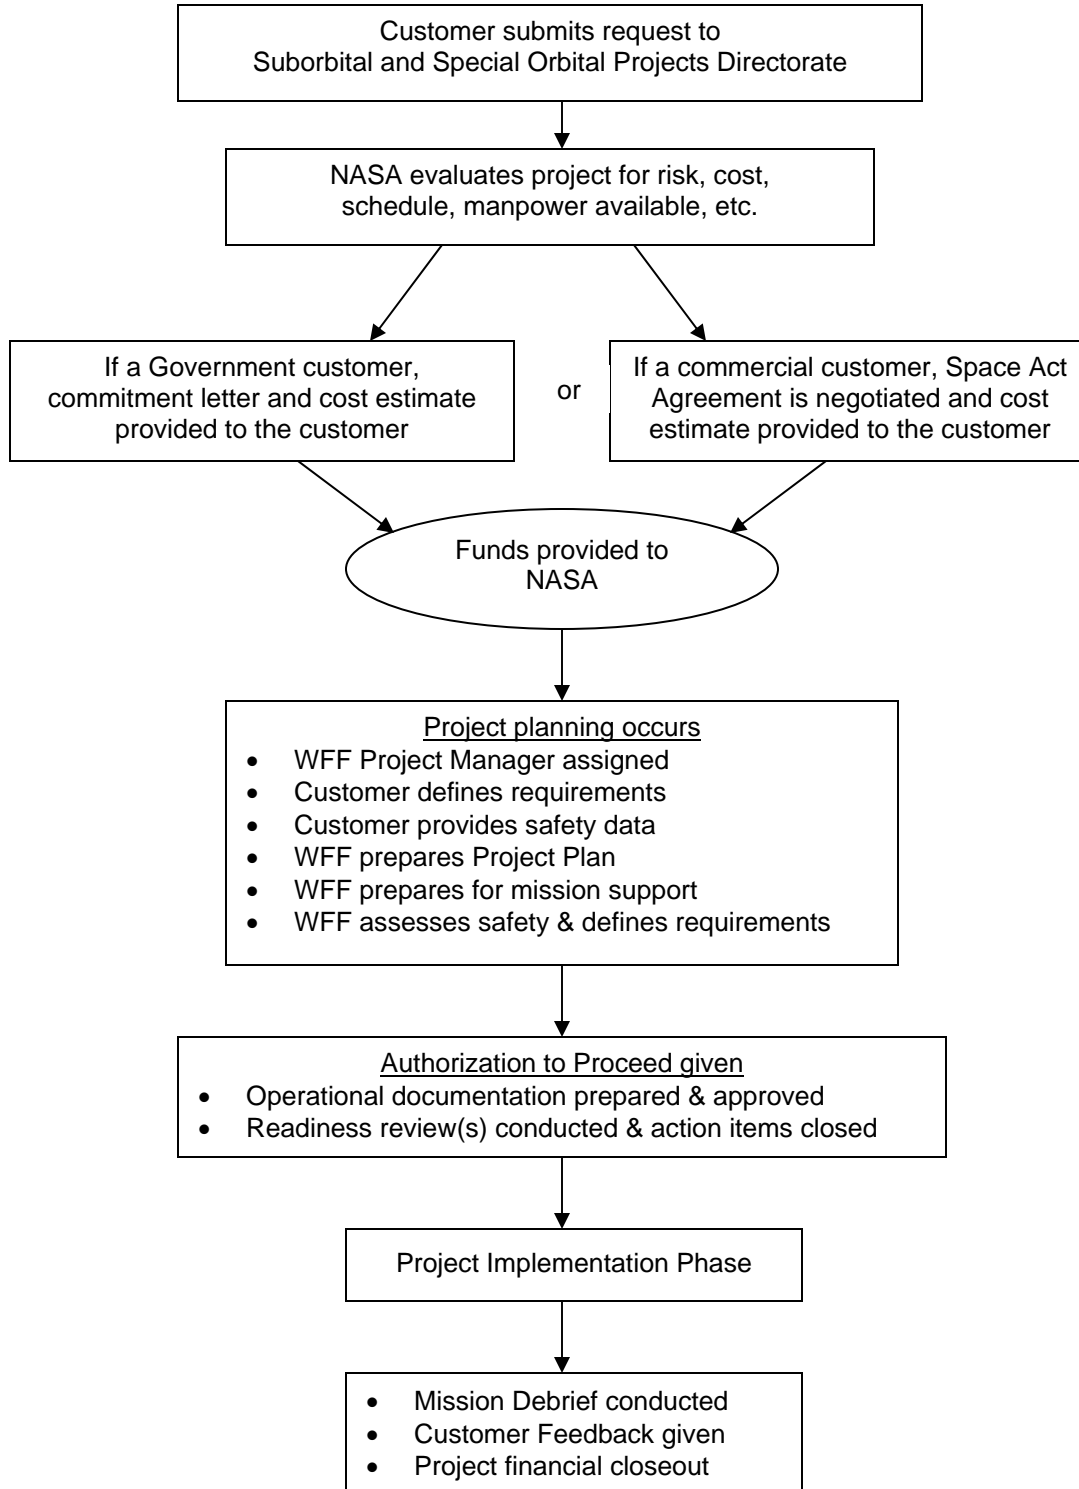 Customer submits request to
Suborbital and Special Orbital Projects Directorate
NASA evaluates project for risk, cost,
schedule, manpower available, etc.
If a Government customer,
commitment letter and cost estimate
provided to the customer
or
If a commercial customer, Space Act
Agreement is negotiated and cost
estimate provided to the customer
Funds provided to
NASA
Project planning occurs
• WFF Project Manager assigned
• Customer defines requirements
• Customer provides safety data
• WFF prepares Project Plan
• WFF prepares for mission support
• WFF assesses safety & defines requirements
Authorization to Proceed given
• Operational documentation prepared & approved
• Readiness review(s) conducted & action items closed
Project Implementation Phase
• Mission Debrief conducted
• Customer Feedback given
• Project financial closeout